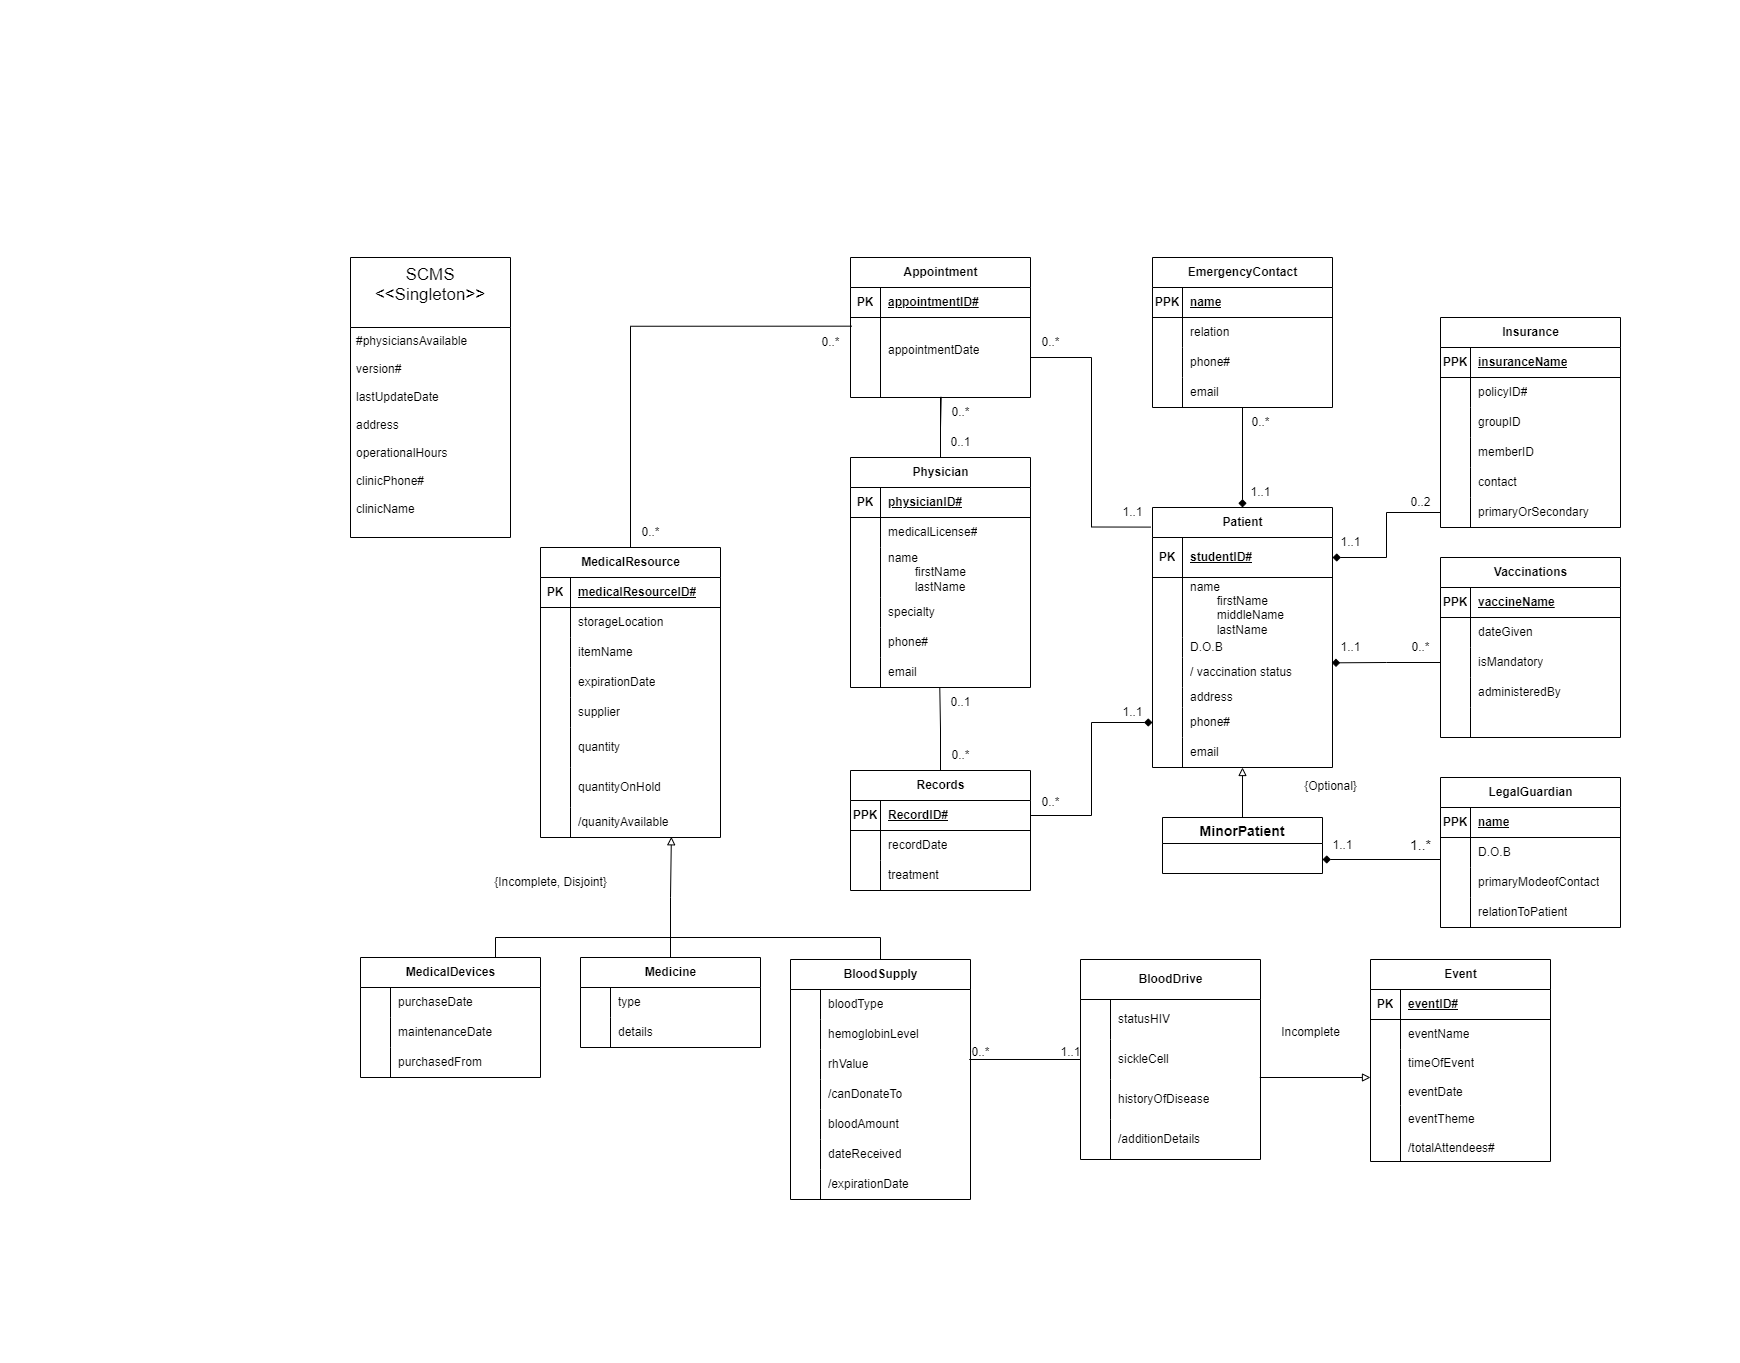 SCMS
<<Singleton>>
#physiciansAvailable
version#
lastUpdateDate
address
operationalHours
clinicPhone#
clinicName
Appointment
PK appointmentID#
appointmentDate
0..*
0..*
0..*
0..1
EmergencyContact
PPK name
relation
phone#
email
0..*
1..1
Insurance
PPK insuranceName
policyID#
groupID
memberID
contact
primaryOrSecondary
0..2
1..1
Physician
PK physicianID#
medicalLicense#
name
firstName
lastName
specialty
phone#
email
0..1
0..*
1..1
Patient
PK studentID#
name
firstName
middleName
lastName
D.O.B
/ vaccination status
address
phone#
email
1..1
0..*
1..1
{Optional}
Vaccinations
PPK vaccineName
dateGiven
isMandatory
administeredBy
0..*
MedicalResource
PK medicalResourceID#
storageLocation
itemName
expirationDate
supplier
quantity
quantityOnHold
/quanityAvailable
{Incomplete, Disjoint}
Records
PPK RecordID#
recordDate
treatment
0..*
MinorPatient
1..1
1..*
LegalGuardian
PPK name
D.O.B
primaryModeofContact
relationToPatient
MedicalDevices
purchaseDate
maintenanceDate
purchasedFrom
Medicine
type
details
BloodSupply
bloodType
hemoglobinLevel
rhValue
/canDonateTo
bloodAmount
dateReceived
/expirationDate
0..*
1..1
BloodDrive
statusHIV
sickleCell
historyOfDisease
/additionDetails
Incomplete
Event
PK eventID#
eventName
timeOfEvent
eventDate
eventTheme
/totalAttendees#